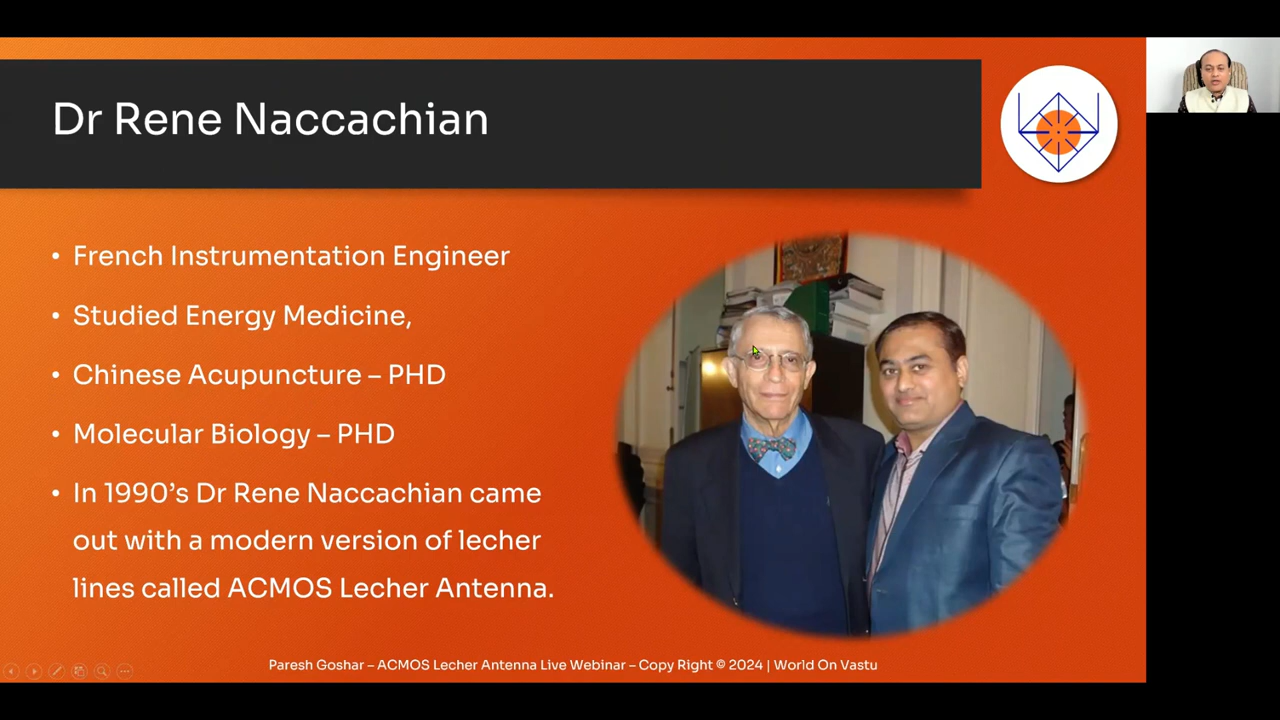 Dr Rene Naccachian
• French Instrumentation Engineer
• Studied Energy Medicine,
• Chinese Acupuncture – PHD
• Molecular Biology – PHD
• In 1990’s Dr Rene Naccachian came
out with a modern version of lecher
lines called ACMOS Lecher Antenna.
Paresh Goshar – ACMOS Lecher Antenna Live Webinar – Copy Right © 2024 | World On Vastu